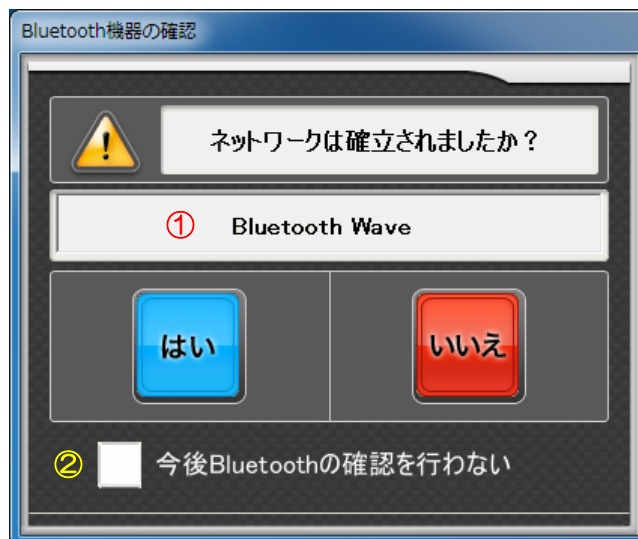 Bluetooth機器の確認
ネットワークは確立されましたか？
① Bluetooth Wave
はい
いいえ
② 今後Bluetoothの確認を行わない